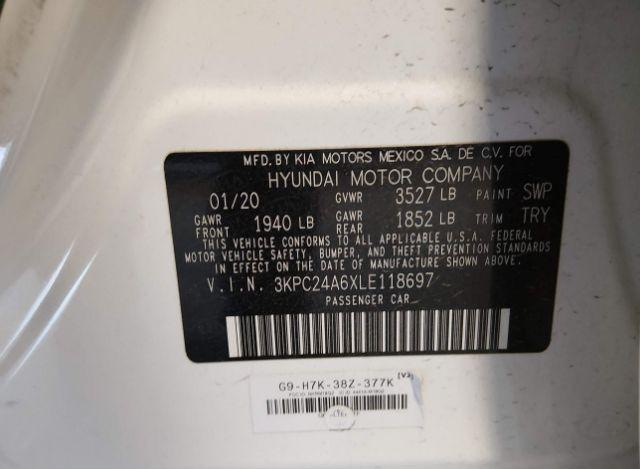 MFD. BY KIA MOTORS MEXICO S.A. DE C.V. FOR
HYUNDAI MOTOR COMPANY
01/20 GVWR 3527 LB PAINT SWP
GAWR FRONT 1940 LB GAWR REAR 1852 LB TRIM TRY
THIS VEHICLE CONFORMS TO ALL APPLICABLE U.S.A. FEDERAL
MOTOR VEHICLE SAFETY, BUMPER, AND THEFT PREVENTION STANDARDS
IN EFFECT ON THE DATE OF MANUFACTURE SHOWN ABOVE.
V.I.N. 3KPC24A6XLE118697
PASSENGER CAR
G9-H7K-38Z-377K (V2)